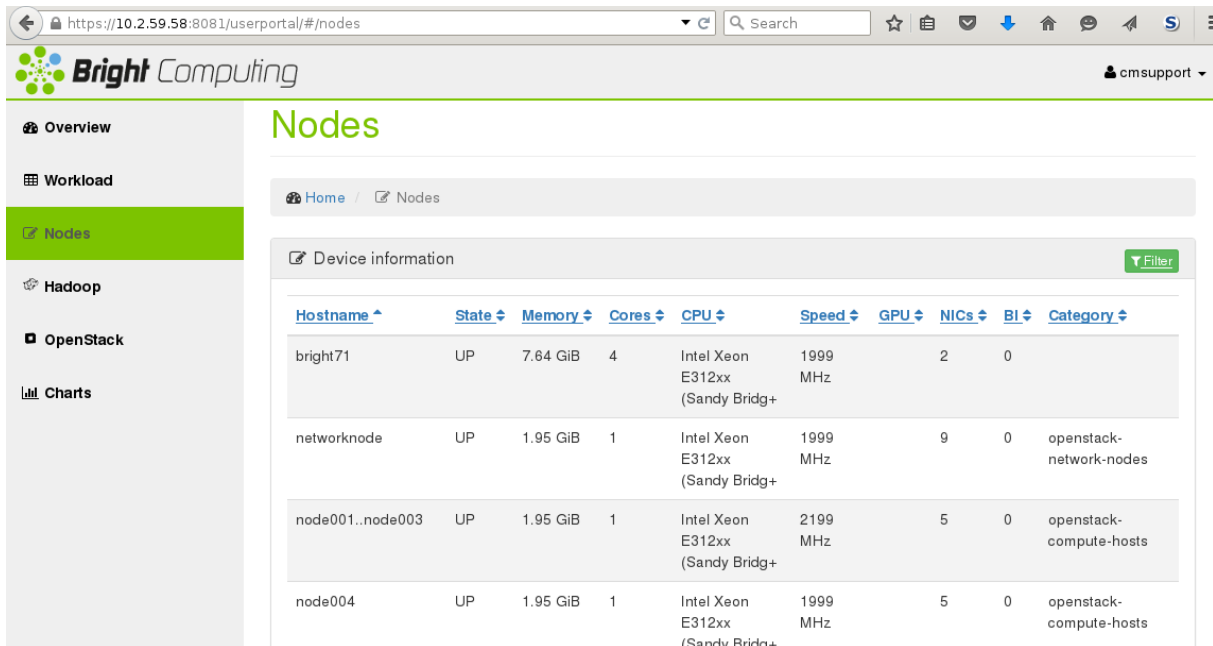 https://10.2.59.58:8081/userportal/#/nodes
Search
Bright Computing
cmsupport
Overview
Workload
Nodes
Hadoop
OpenStack
Charts
Nodes
Home / Nodes
Device information
Filter
Hostname State Memory Cores CPU Speed GPU NICs BI Category
bright71 UP 7.64 GiB 4 Intel Xeon 1999 2 0
E312xx MHz
(Sandy Bridg+
networknode UP 1.95 GiB 1 Intel Xeon 1999 9 0 openstack-
E312xx MHz network-nodes
(Sandy Bridg+
node001..node003 UP 1.95 GiB 1 Intel Xeon 2199 5 0 openstack-
E312xx MHz compute-hosts
(Sandy Bridg+
node004 UP 1.95 GiB 1 Intel Xeon 1999 5 0 openstack-
E312xx MHz compute-hosts
(Sandy Bridg+